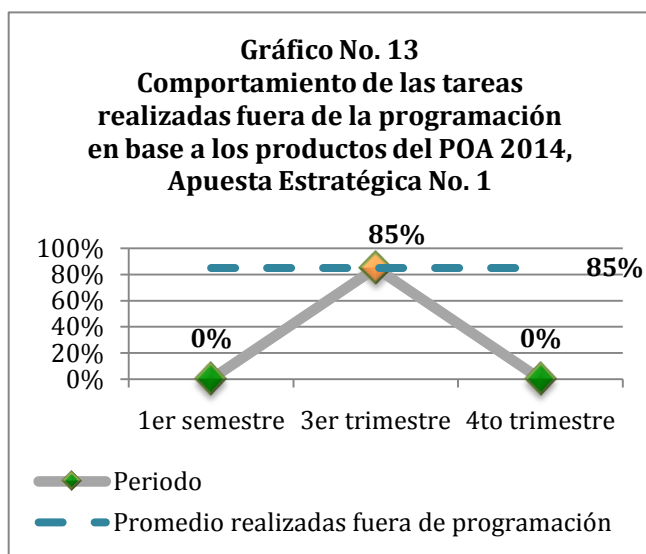 Gráfico No. 13
Comportamiento de las tareas
realizadas fuera de la programación
en base a los productos del POA 2014,
Apuesta Estratégica No. 1
85%
100%
80%
60%
40%
20%
0%
85%
0%
0%
1er semestre
3er trimestre
4to trimestre
Periodo
Promedio realizadas fuera de programación